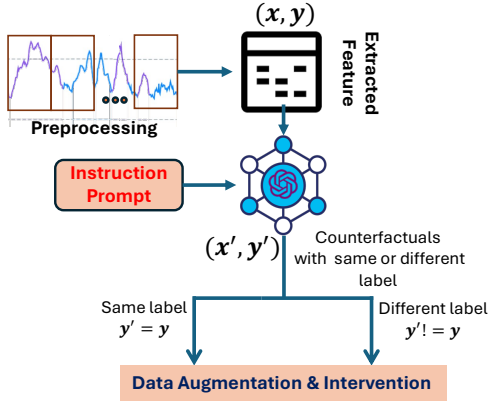 (x, y)
Extracted
Feature
Preprocessing
Instruction
Prompt
(x′, y′)
Counterfactuals
with same or different
label
Same label
y′ = y
Different label
y′! = y
Data Augmentation & Intervention